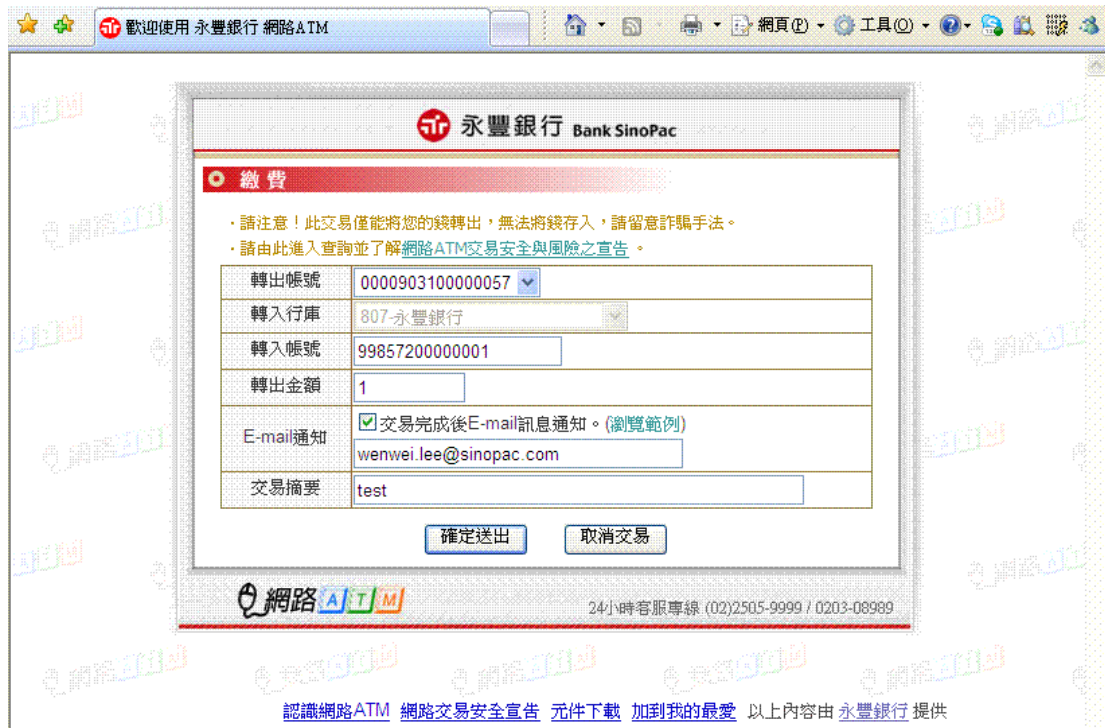 歡迎使用 永豐銀行 網路ATM
網頁(P) 工具(O)
永豐銀行 Bank SinoPac
繳費
・請注意！此交易僅能將您的錢轉出，無法將錢存入，請留意詐騙手法。
・請由此進入查詢並了解網路ATM交易安全與風險之宣告 。
轉出帳號 0000903100000057
轉入行庫 807-永豐銀行
轉入帳號 99857200000001
轉出金額 1
E-mail通知 交易完成後E-mail訊息通知。(瀏覽範例)
wenwei.lee@sinopac.com
交易摘要 test
確定送出 取消交易
網路ATM 24小時客服專線 (02)2505-9999 / 0203-08989
認識網路ATM 網路交易安全宣告 元件下載 加到我的最愛 以上內容由 永豐銀行 提供